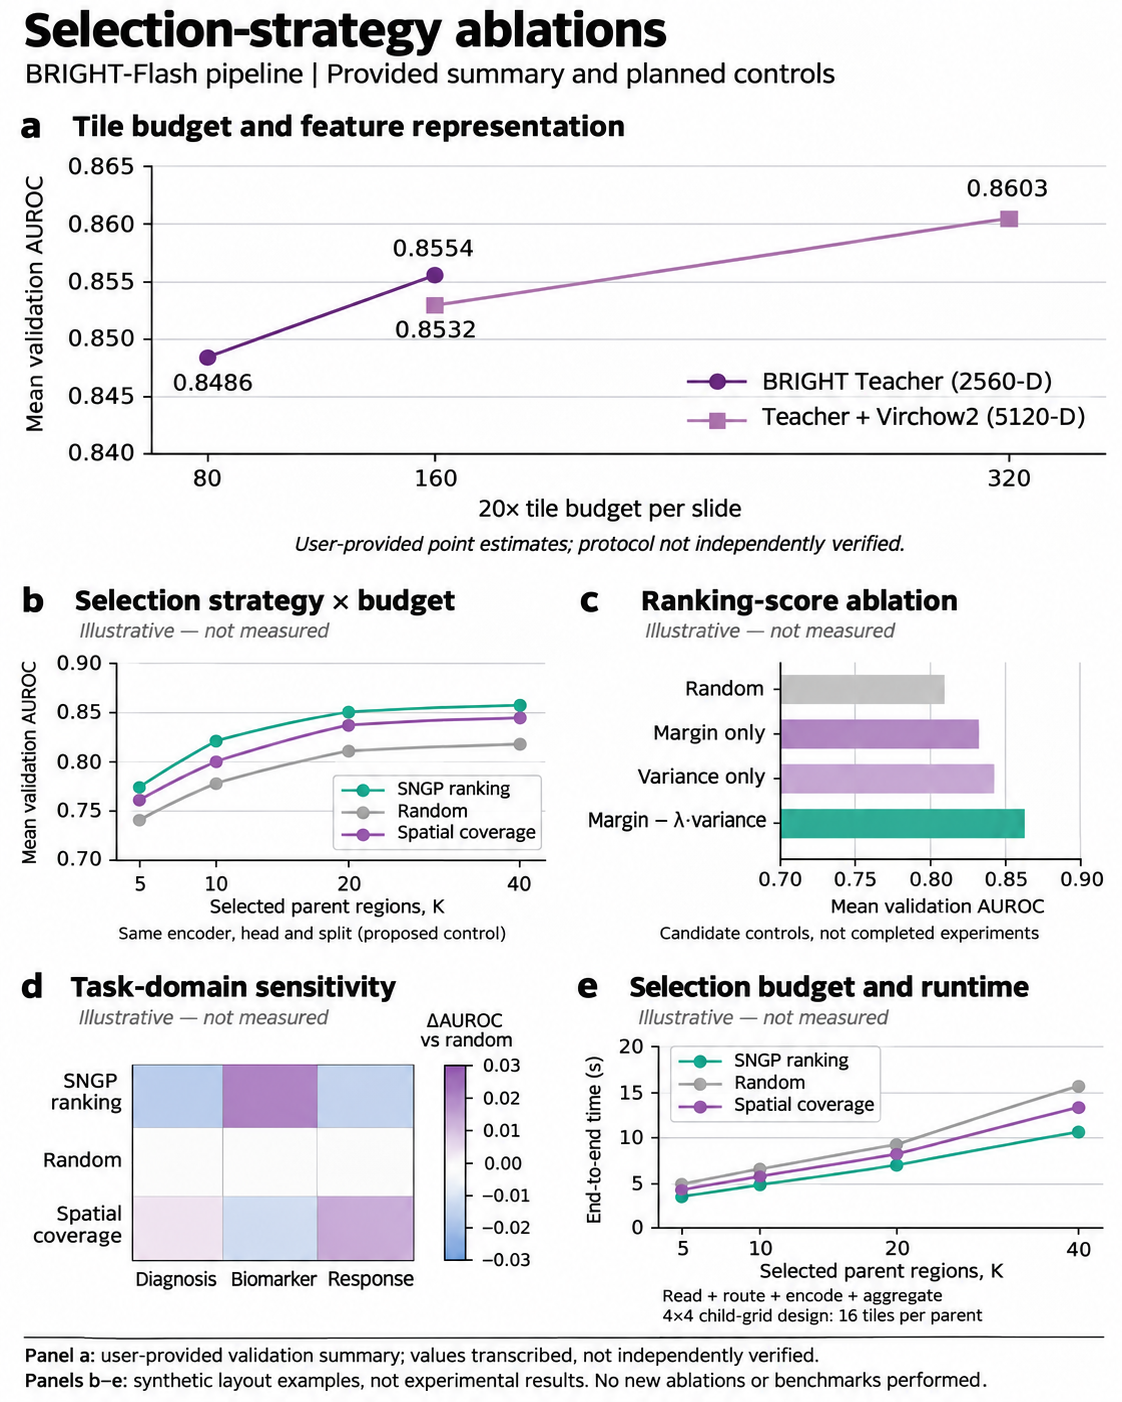 Selection-strategy ablations
BRIGHT-Flash pipeline | Provided summary and planned controls
a Tile budget and feature representation
Mean validation AUROC
0.865
0.860
0.855
0.850
0.845
0.840
0.8486
0.8554
0.8532
0.8603
BRIGHT Teacher (2560-D)
Teacher + Virchow2 (5120-D)
80 160 320
20× tile budget per slide
User-provided point estimates; protocol not independently verified.
b Selection strategy × budget
Illustrative — not measured
Mean validation AUROC
0.90
0.85
0.80
0.75
0.70
SNGP ranking
Random
Spatial coverage
5 10 20 40
Selected parent regions, K
Same encoder, head and split (proposed control)
c Ranking-score ablation
Illustrative — not measured
Random
Margin only
Variance only
Margin − λ·variance
0.70 0.75 0.80 0.85 0.90
Mean validation AUROC
Candidate controls, not completed experiments
d Task-domain sensitivity
Illustrative — not measured
ΔAUROC
vs random
SNGP
ranking
Random
Spatial
coverage
Diagnosis Biomarker Response
0.03
0.02
0.01
0.00
−0.01
−0.02
−0.03
e Selection budget and runtime
Illustrative — not measured
End-to-end time (s)
20
15
10
5
0
SNGP ranking
Random
Spatial coverage
5 10 20 40
Selected parent regions, K
Read + route + encode + aggregate
4×4 child-grid design: 16 tiles per parent
Panel a: user-provided validation summary; values transcribed, not independently verified.
Panels b–e: synthetic layout examples, not experimental results. No new ablations or benchmarks performed.